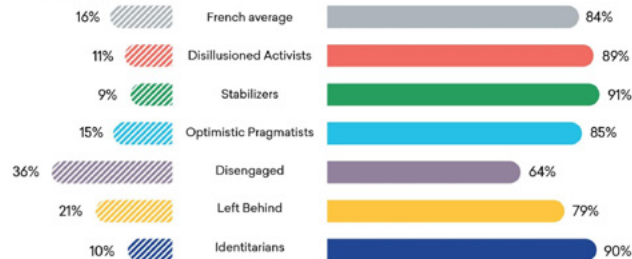 16% French average 84%
11% Disillusioned Activists 89%
9% Stabilizers 91%
15% Optimistic Pragmatists 85%
36% Disengaged 64%
21% Left Behind 79%
10% Identitarians 90%